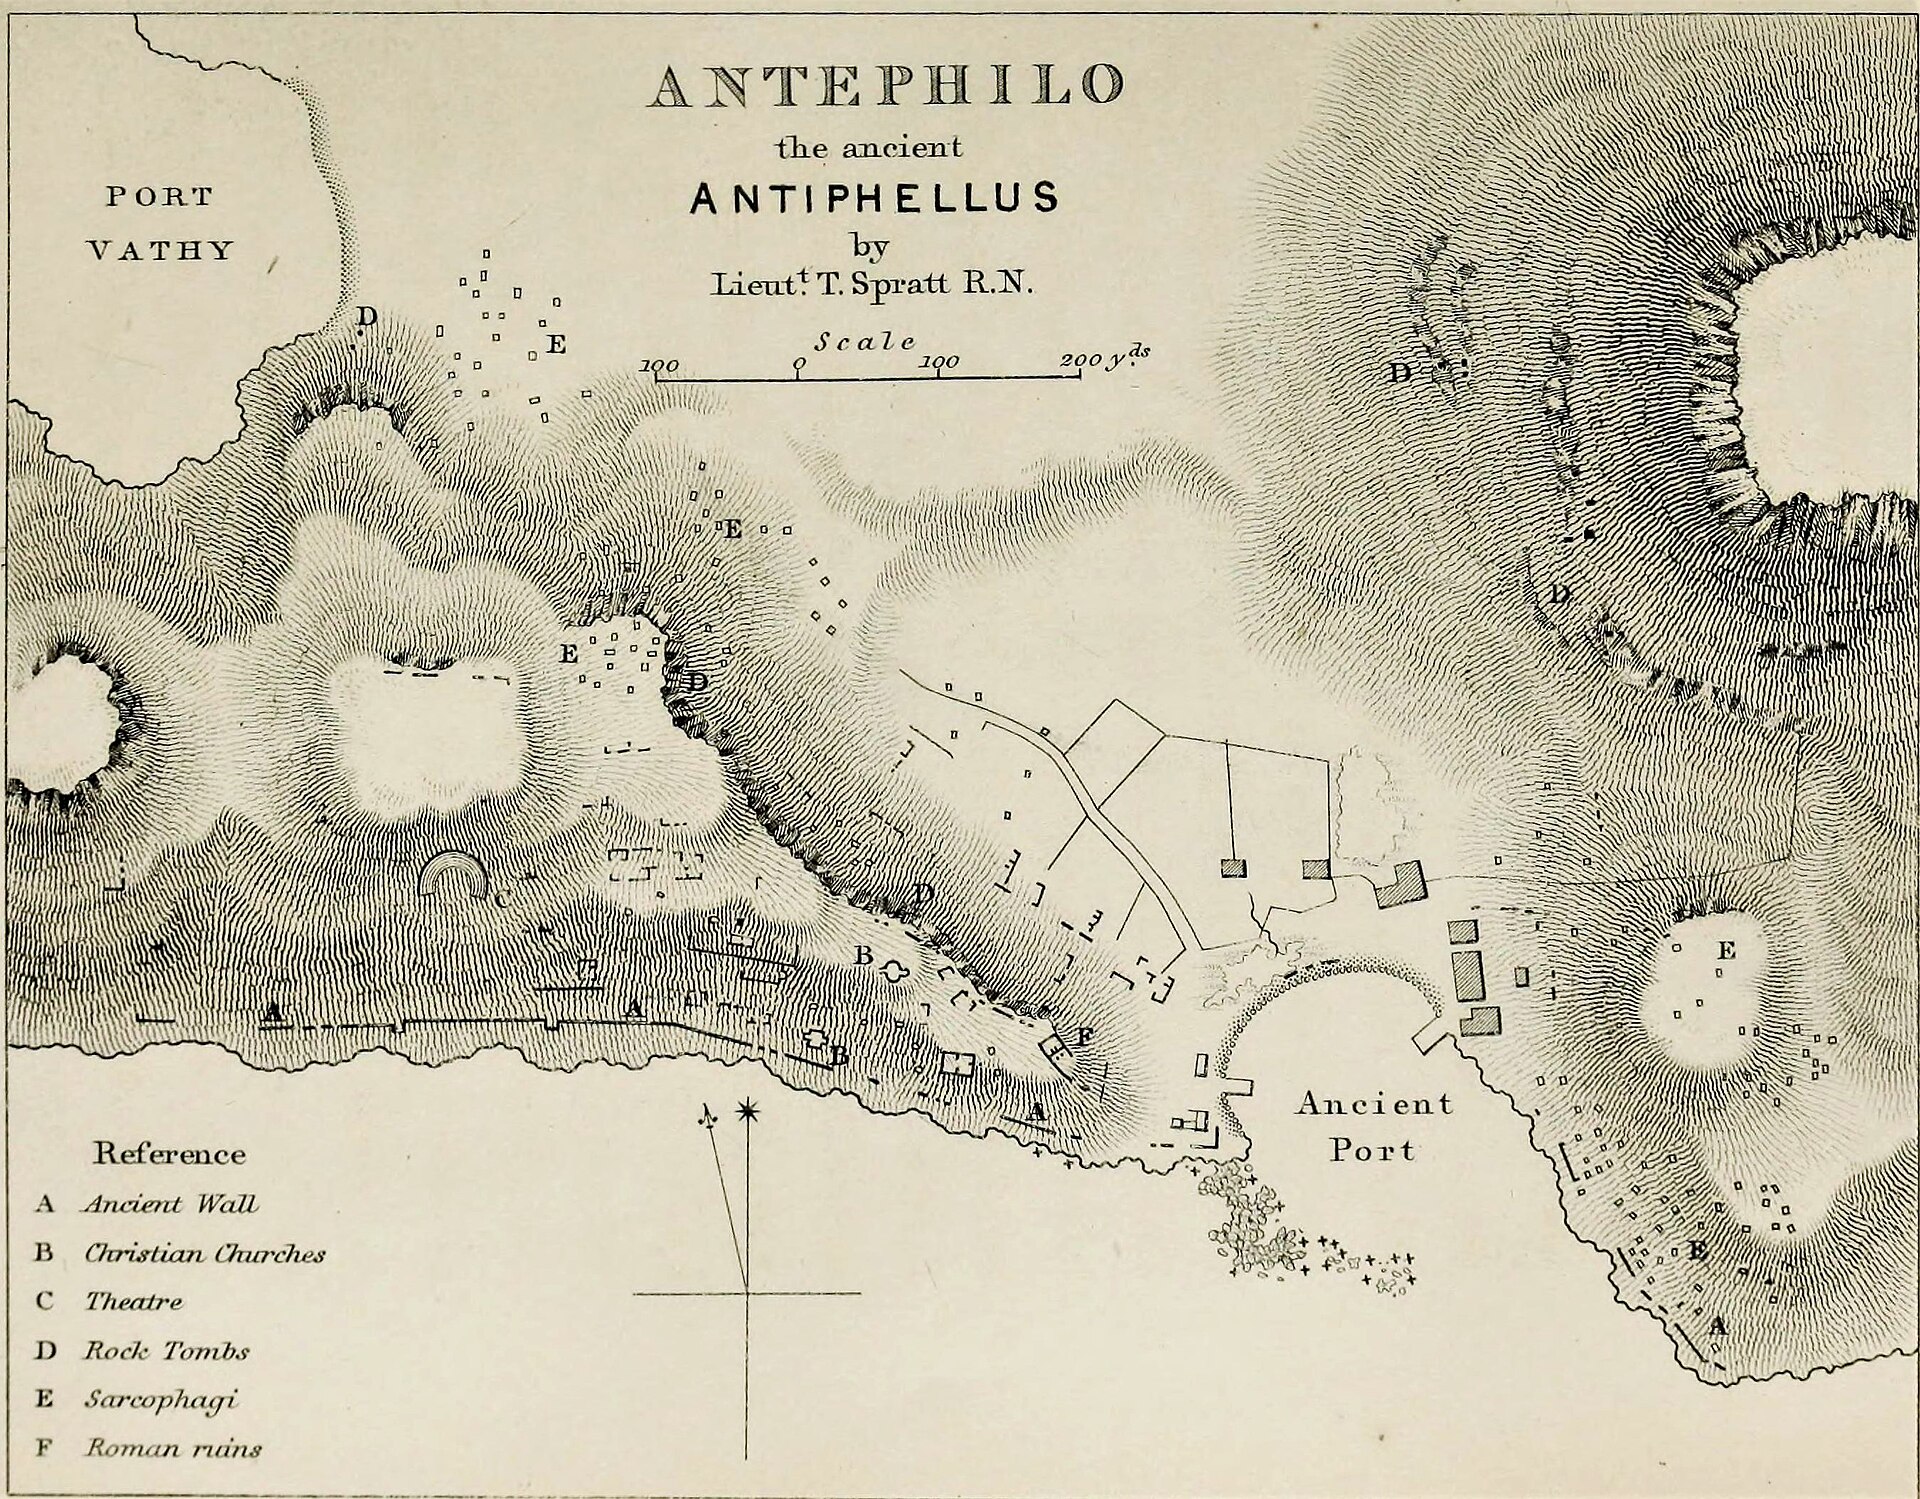 ANTEPHILO
the ancient
ANTIPHELLUS
by
Lieut.t T. Spratt R.N.
Scale
100 0 100 200 yds
PORT
VATHY
D
E
D
E
D
E
D
C
D
B
E
A
A
B
F
A
Ancient
Port
E
A
Reference
A Ancient Wall
B Christian Churches
C Theatre
D Rock Tombs
E Sarcophagi
F Roman ruins